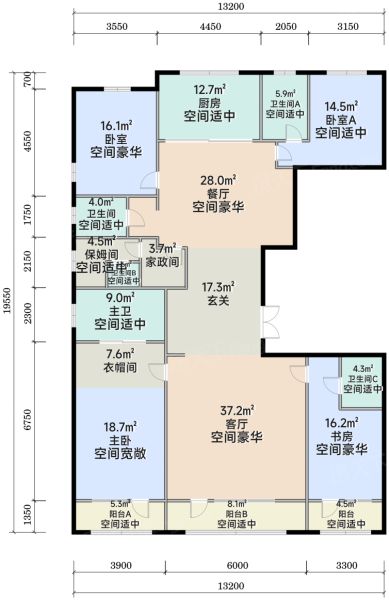 13200
3550 4450 2050 3150
700
4550
1750
2150
2300
6750
1350
19550
12.7㎡
厨房
空间适中
5.9㎡
卫生间A
空间适中
14.5㎡
卧室A
空间适中
16.1㎡
卧室
空间豪华
28.0㎡
餐厅
空间豪华
4.0㎡
卫生间
空间适中
4.5㎡
保姆间
空间适中
卫生间B
空间适中
3.7㎡
家政间
17.3㎡
玄关
9.0㎡
主卫
空间适中
7.6㎡
衣帽间
18.7㎡
主卧
空间宽敞
37.2㎡
客厅
空间豪华
4.3㎡
卫生间C
空间适中
16.2㎡
书房
空间豪华
5.3㎡
阳台A
空间适中
8.1㎡
阳台B
空间适中
4.5㎡
阳台
空间适中
3900 6000 3300
13200